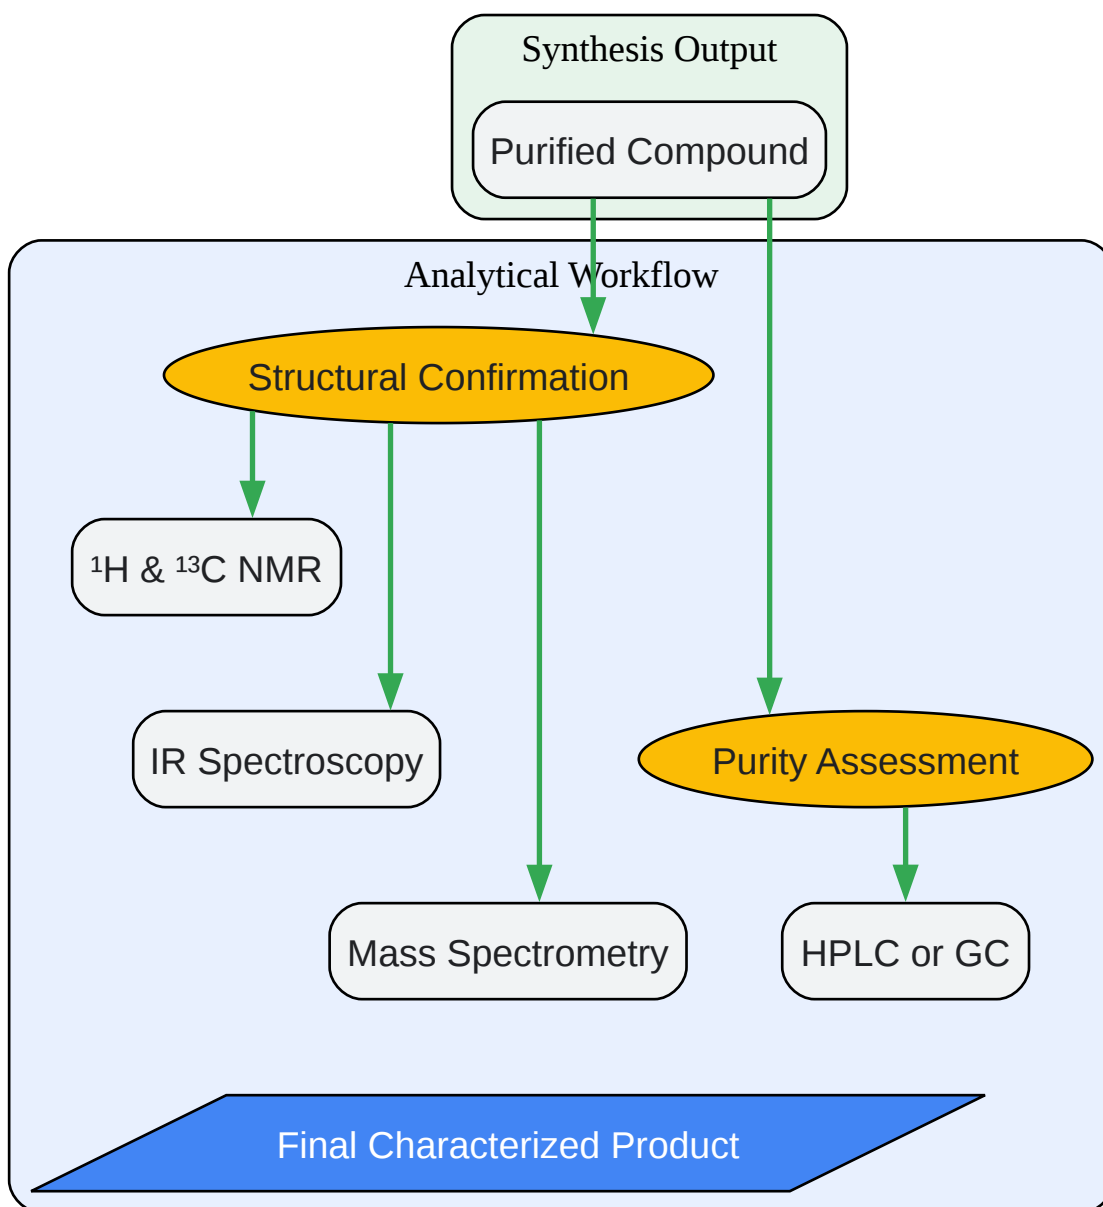 Synthesis Output
Purified Compound
Analytical Workflow
Structural Confirmation
¹H & ¹³C NMR
IR Spectroscopy
Purity Assessment
Mass Spectrometry
HPLC or GC
Final Characterized Product